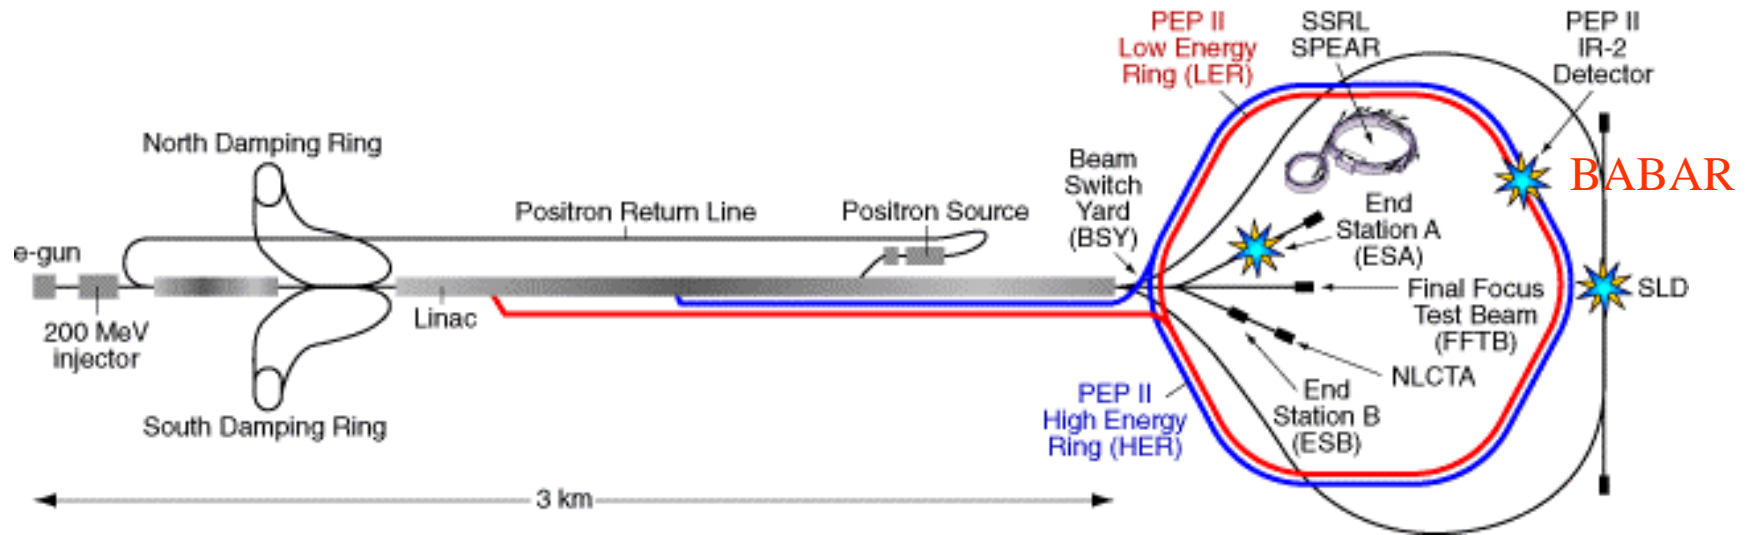 PEP II
Low Energy
Ring (LER)
SSRL
SPEAR
PEP II
IR-2
Detector
North Damping Ring
Beam
Switch
Yard
(BSY)
BABAR
Positron Return Line
Positron Source
End
Station A
(ESA)
e-gun
200 MeV
injector
Linac
Final Focus
Test Beam
(FFTB)
SLD
NLCTA
South Damping Ring
PEP II
High Energy
Ring (HER)
End
Station B
(ESB)
3 km